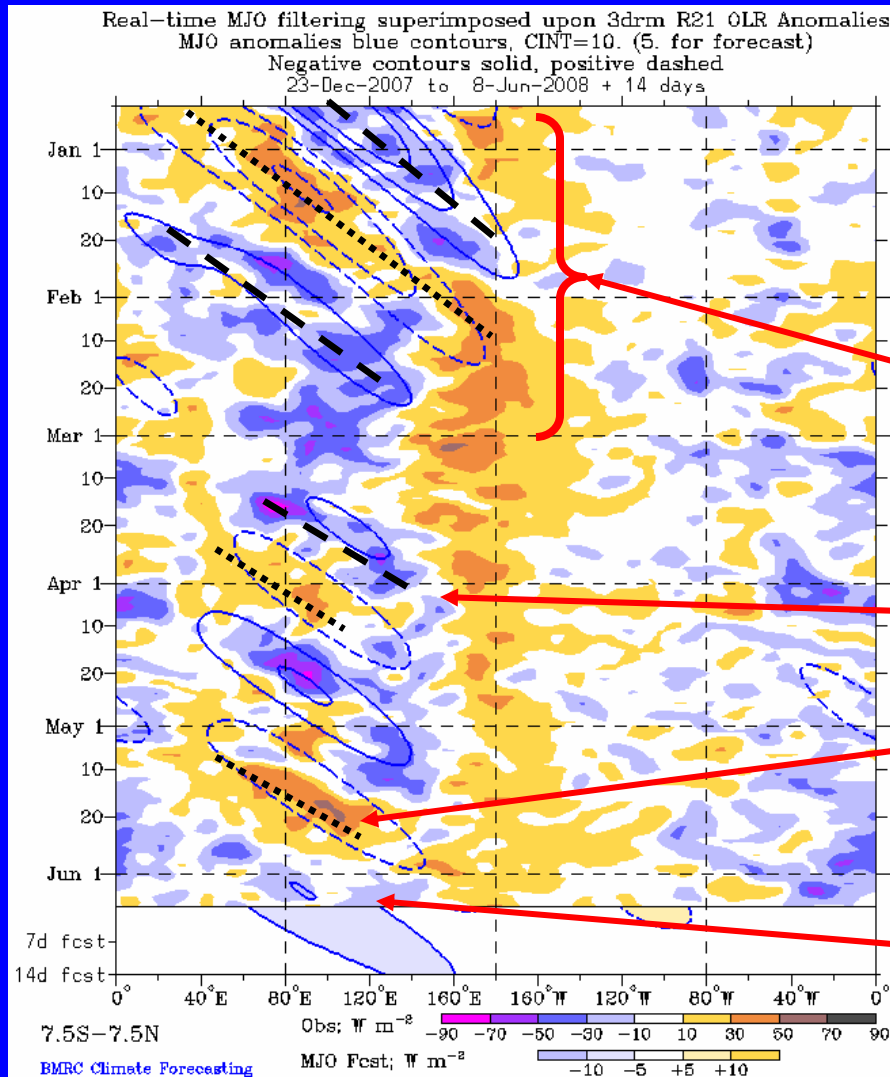 Real-time MJO filtering superimposed upon 3drm R21 OLR Anomalies
MJO anomalies blue contours, CINT=10. (5. for forecast)
Negative contours solid, positive dashed
23-Dec-2007 to 8-Jun-2008 + 14 days
Jan 1
10
20
Feb 1
10
20
Mar 1
10
20
Apr 1
10
20
May 1
10
20
Jun 1
7d fcst
14d fcst
0° 40°E 80°E 120°E 160°E 160°W 120°W 80°W 40°W 0°
7.5S-7.5N
Obs; W m⁻²
-90 -70 -50 -30 -10 10 30 50 70 90
MJO Fcst; W m⁻²
-10 -5 +5 +10
BMRC Climate Forecasting